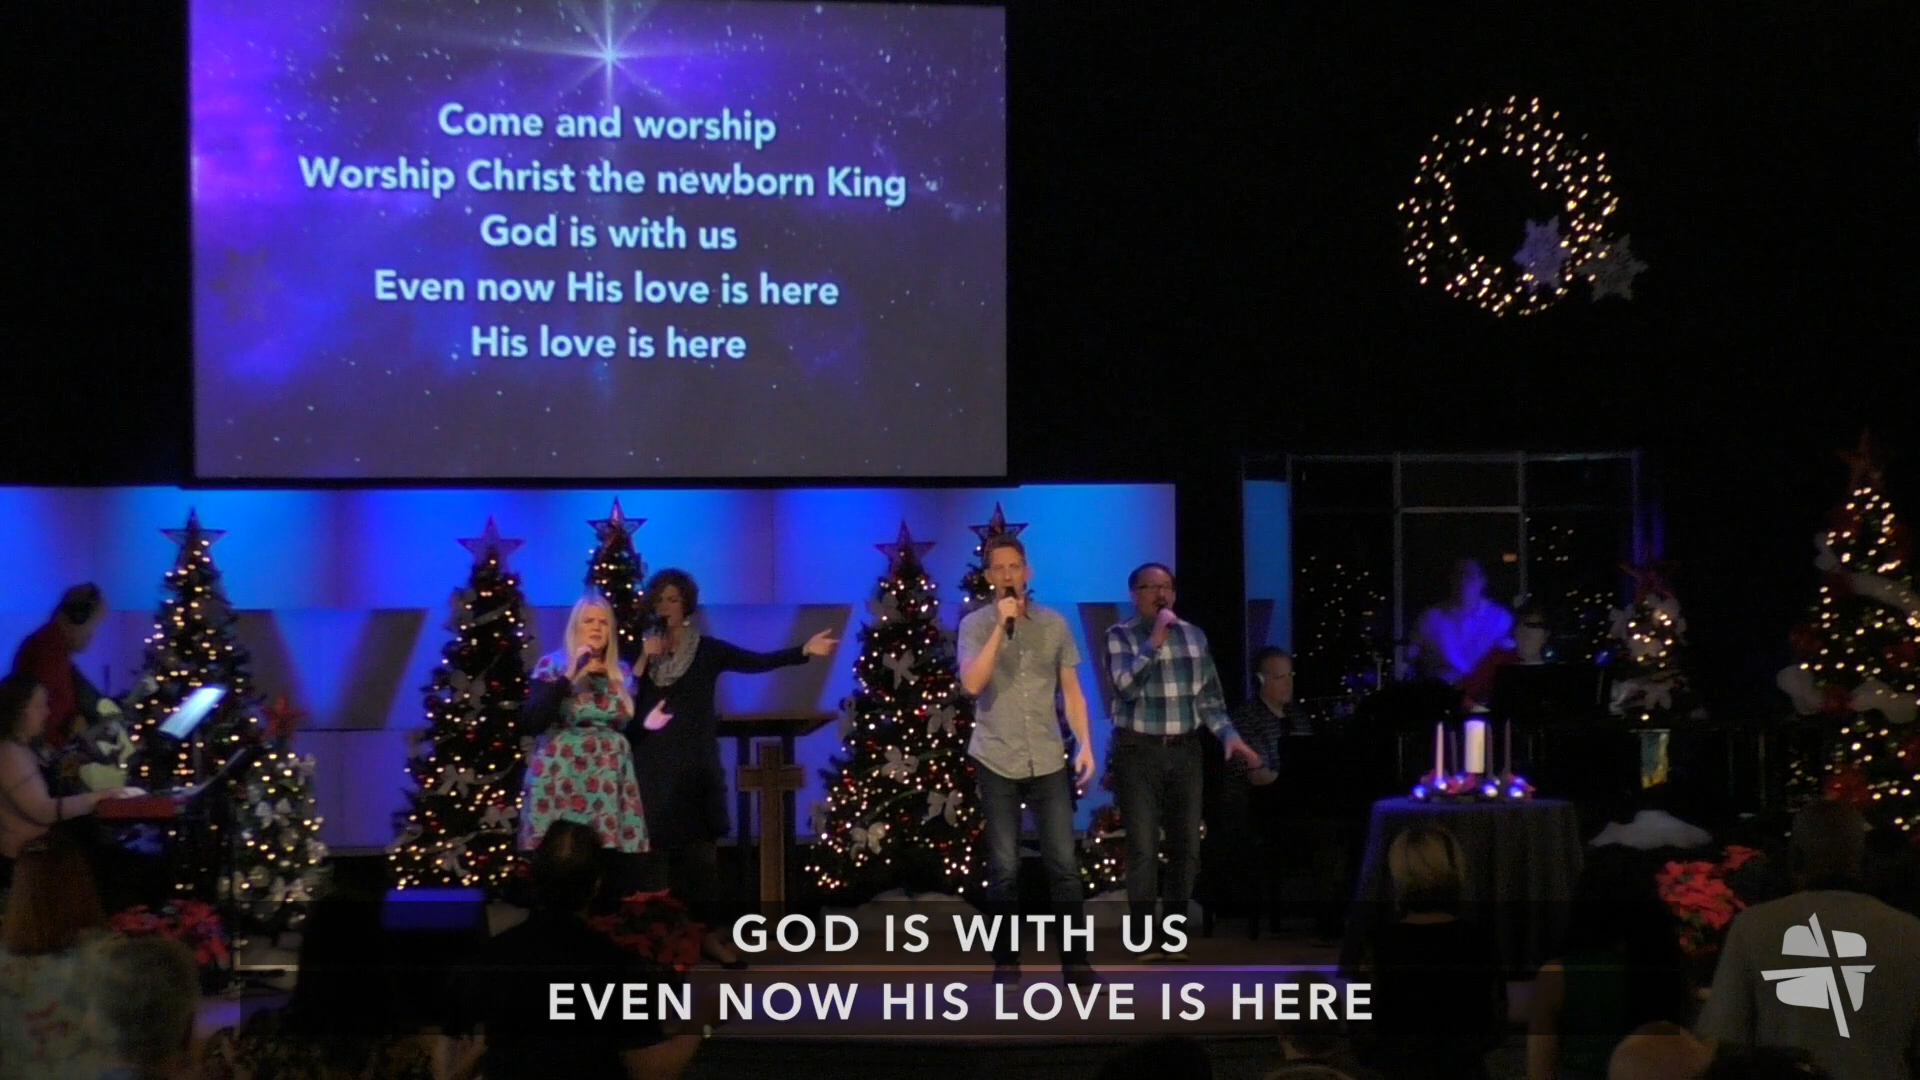 Come and worship
Worship Christ the newborn King
God is with us
Even now His love is here
His love is here
GOD IS WITH US
EVEN NOW HIS LOVE IS HERE